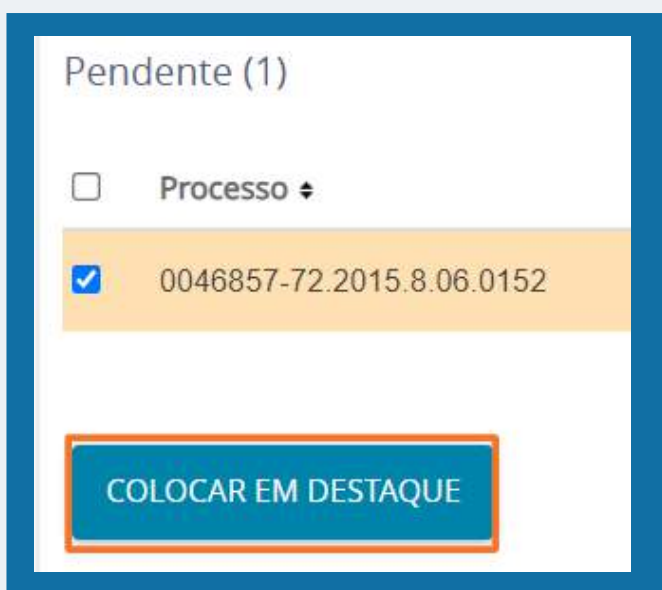 Pendente (1)
Processo
0046857-72.2015.8.06.0152
COLOCAR EM DESTAQUE